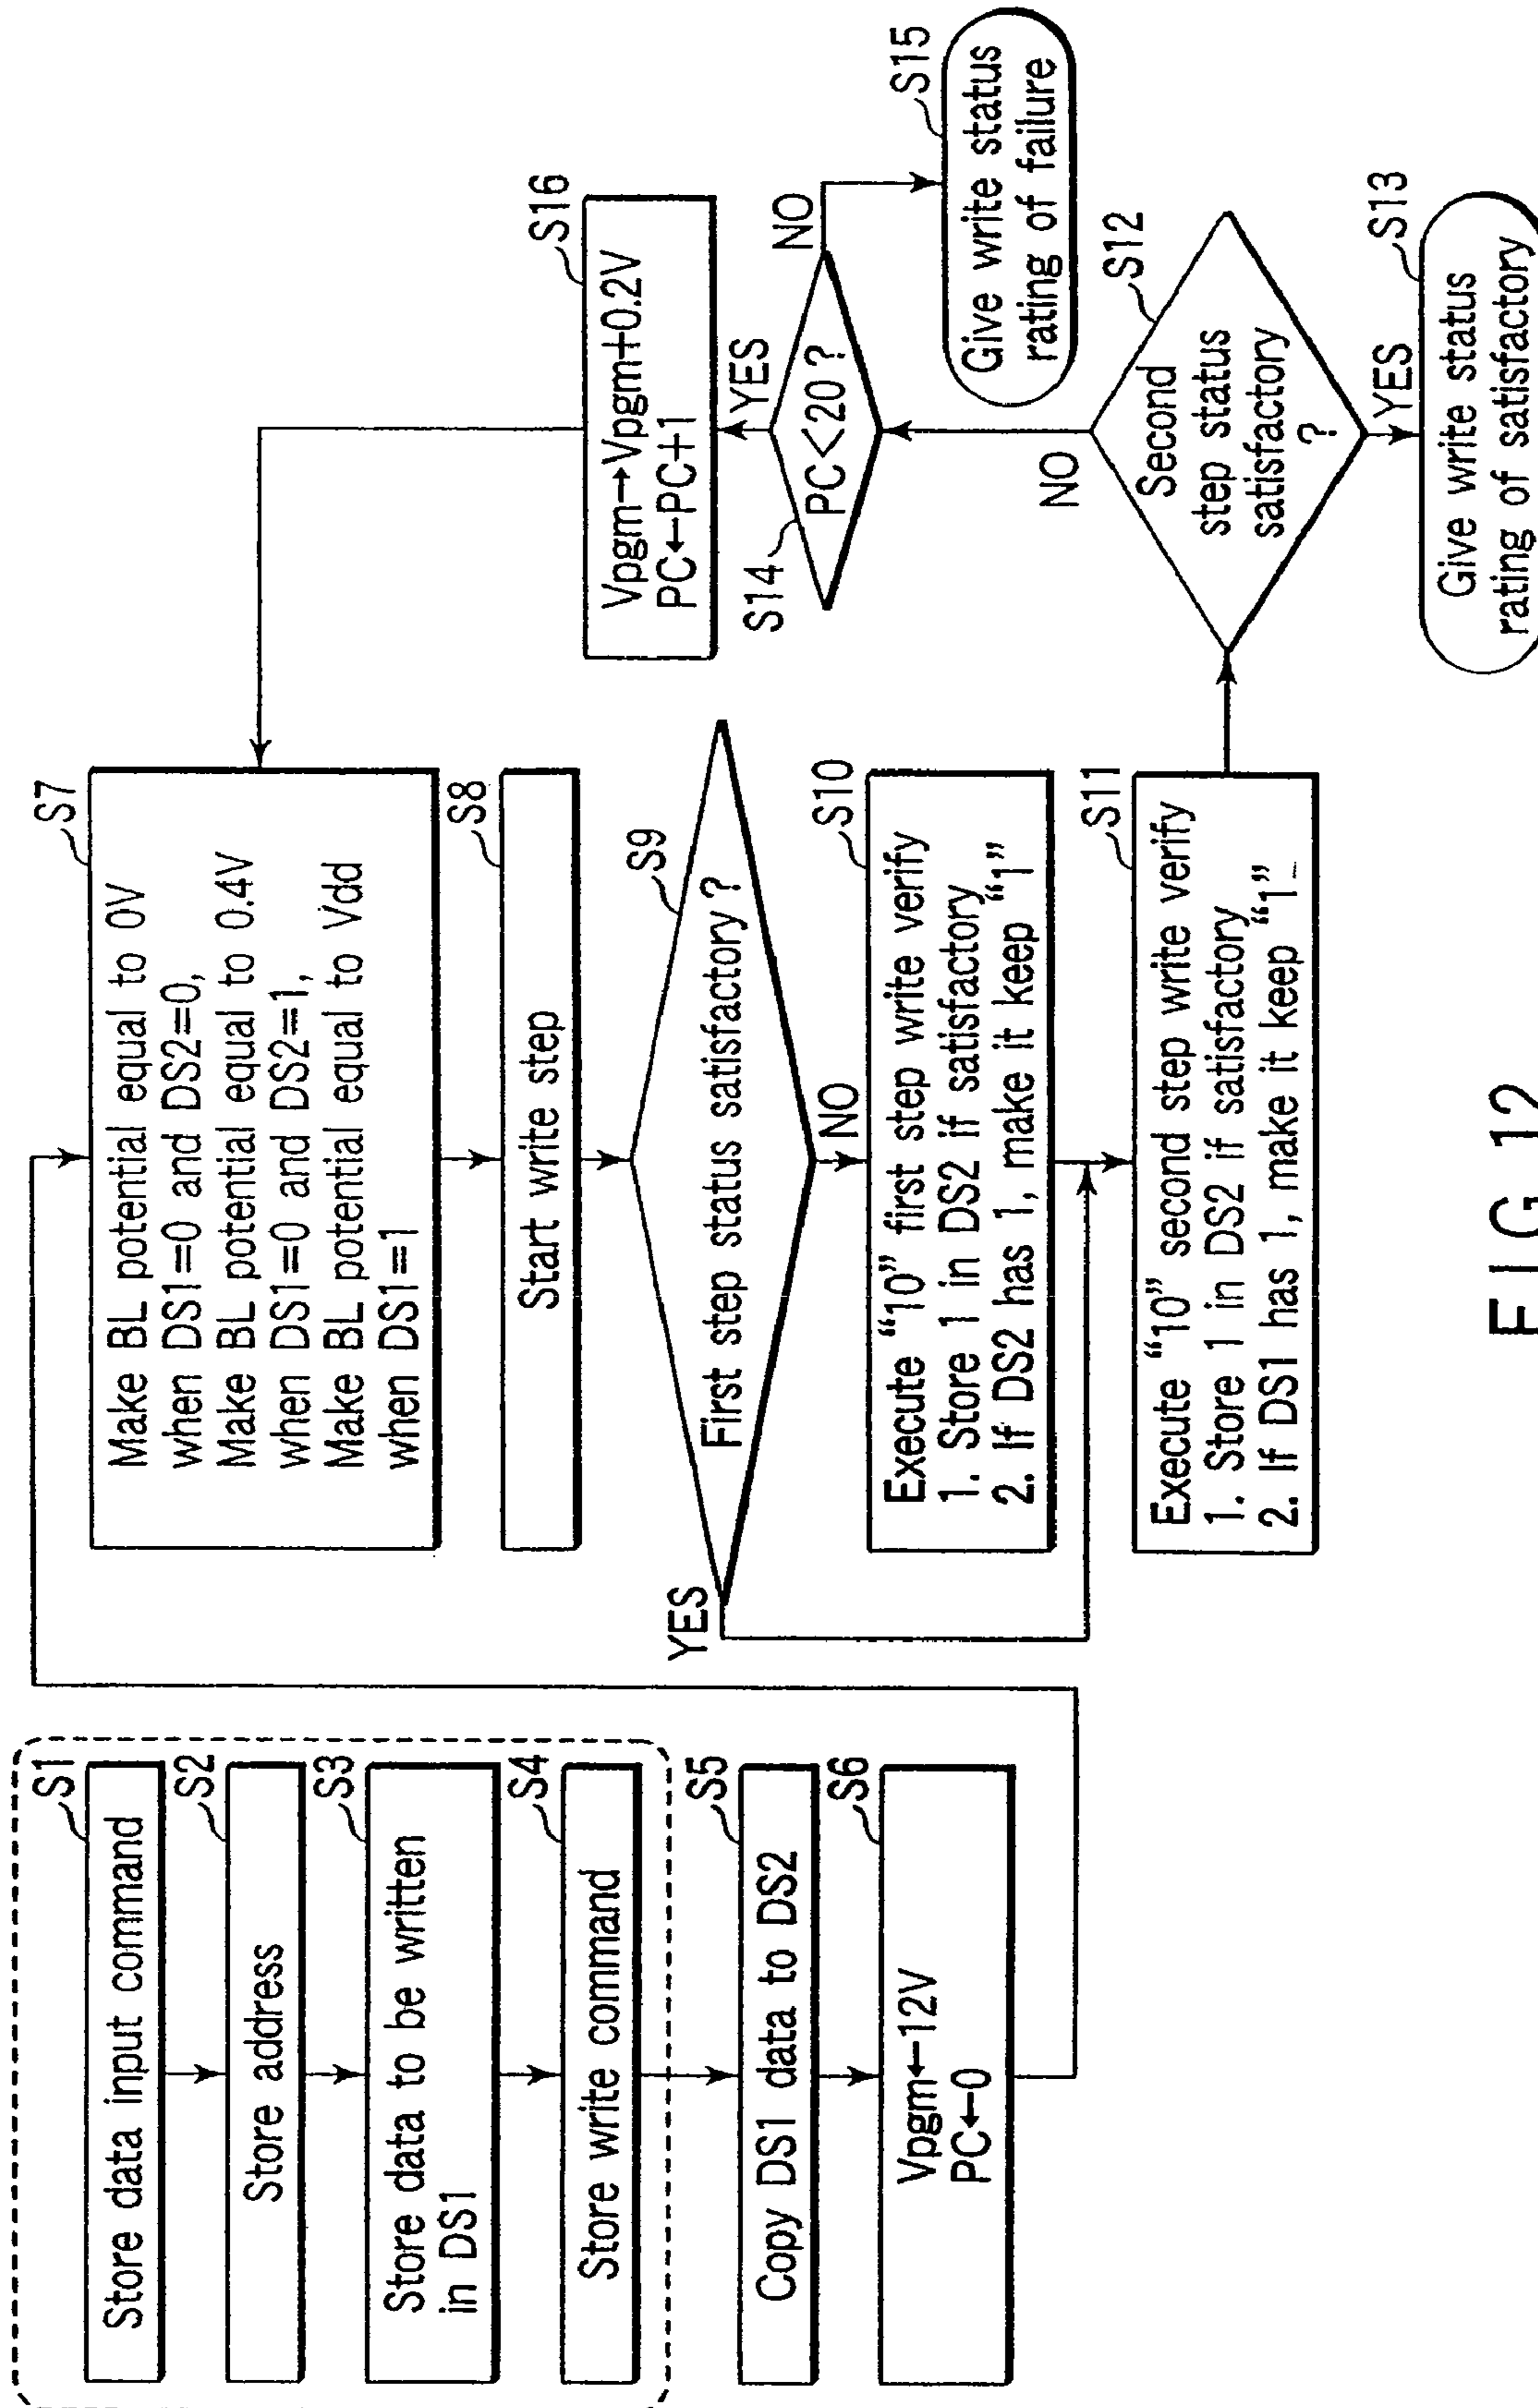 S1
Store data input command
S2
Store address
S3
Store data to be written
in DS1
S4
Store write command
S5
Copy DS1 data to DS2
S6
Vpgm←12V
PC←0
S7
Make BL potential equal to 0V
when DS1=0 and DS2=0,
Make BL potential equal to 0.4V
when DS1=0 and DS2=1,
Make BL potential equal to Vdd
when DS1=1
S8
Start write step
S9
First step status satisfactory?
YES
NO
S10
Execute “10” first step write verify
1. Store 1 in DS2 if satisfactory
2. If DS2 has 1, make it keep “1”
S11
Execute “10” second step write verify
1. Store 1 in DS2 if satisfactory
2. If DS1 has 1, make it keep “1”
S16
Vpgm→Vpgm+0.2V
PC←PC+1
YES
S14
PC<20?
NO
S15
Give write status
rating of failure
NO
S12
Second
step status
satisfactory
?
YES
S13
Give write status
rating of satisfactory
FIG.12